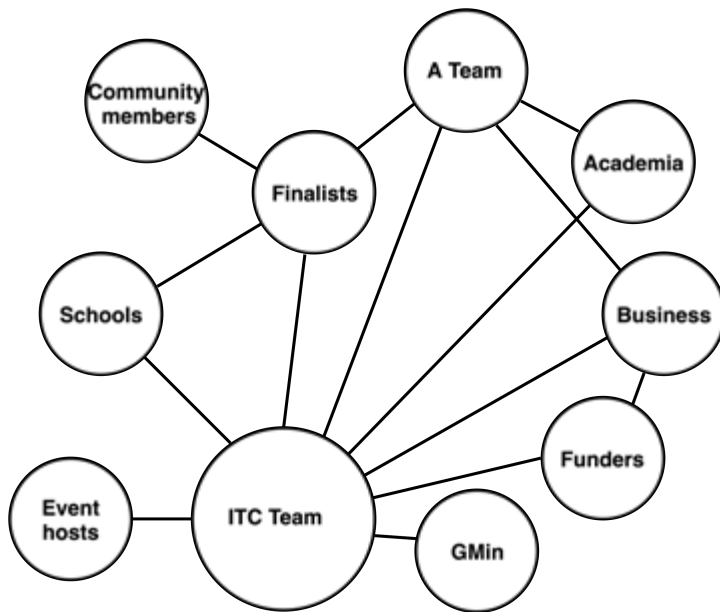 A Team
Community
members
Academia
Finalists
Schools
Business
Funders
Event
hosts
ITC Team
GMin